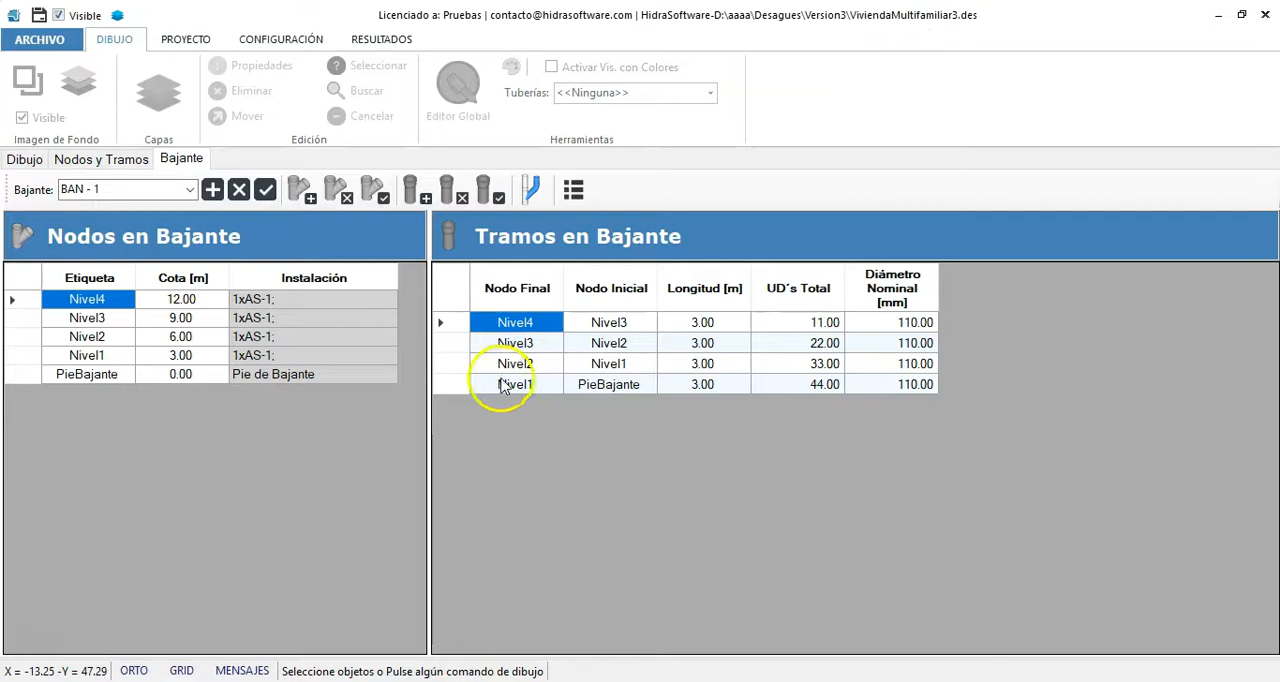 Visible
Licenciado a: Pruebas | contacto@hidrasoftware.com | HidraSoftware-D:\aaaa\Desagues\Version3\ViviendaMultifamiliar3.des
ARCHIVO DIBUJO PROYECTO CONFIGURACIÓN RESULTADOS
Visible
Imagen de Fondo
Capas
Propiedades Seleccionar
Eliminar Buscar
Mover Cancelar
Edición
Editor Global
Activar Vis. con Colores
Tuberías: <<Ninguna>>
Herramientas
Dibujo Nodos y Tramos Bajante
Bajante: BAN - 1
Nodos en Bajante
Etiqueta Cota [m] Instalación
Nivel4 12.00 1xAS-1;
Nivel3 9.00 1xAS-1;
Nivel2 6.00 1xAS-1;
Nivel1 3.00 1xAS-1;
PieBajante 0.00 Pie de Bajante
Tramos en Bajante
Nodo Final Nodo Inicial Longitud [m] UD´s Total Diámetro Nominal [mm]
Nivel4 Nivel3 3.00 11.00 110.00
Nivel3 Nivel2 3.00 22.00 110.00
Nivel2 Nivel1 3.00 33.00 110.00
Nivel1 PieBajante 3.00 44.00 110.00
X = -13.25 -Y = 47.29 ORTO GRID MENSAJES Seleccione objetos o Pulse algún comando de dibujo